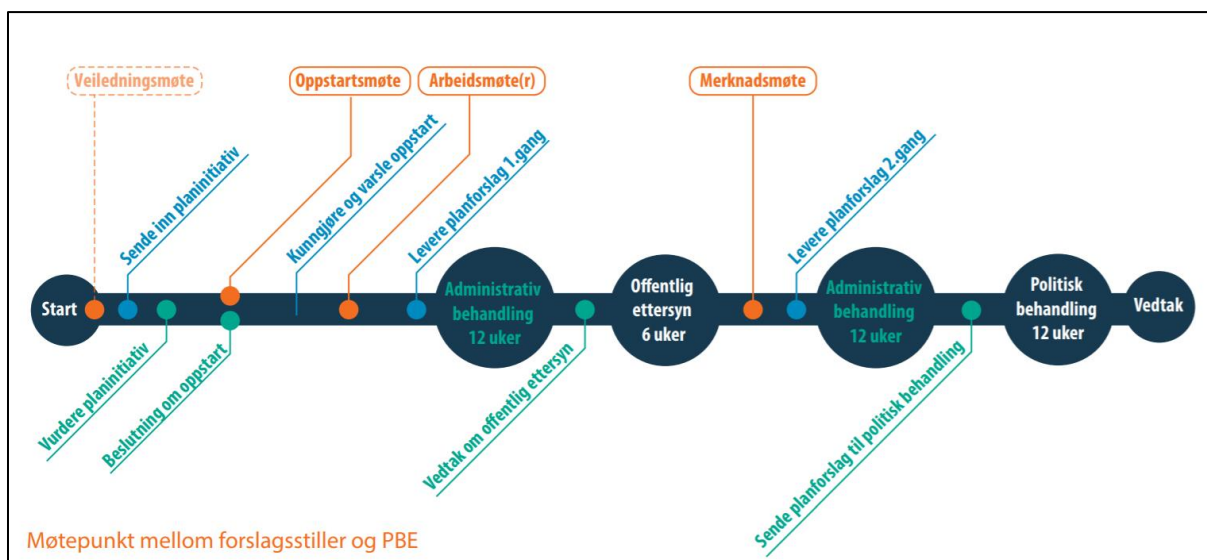 Veiledningsmøte
Oppstartsmøte
Arbeidsmøte(r)
Merknadsmøte
Sende inn planinitiativ
Kunngjøre og varsle oppstart
Levere planforslag 1.gang
Levere planforslag 2.gang
Start
Administrativ
behandling
12 uker
Offentlig
ettersyn
6 uker
Administrativ
behandling
12 uker
Politisk
behandling
12 uker
Vedtak
Vurdere planinitiativ
Beslutning om oppstart
Vedtak om offentlig ettersyn
Sende planforslag til politisk behandling
Møtepunkt mellom forslagsstiller og PBE